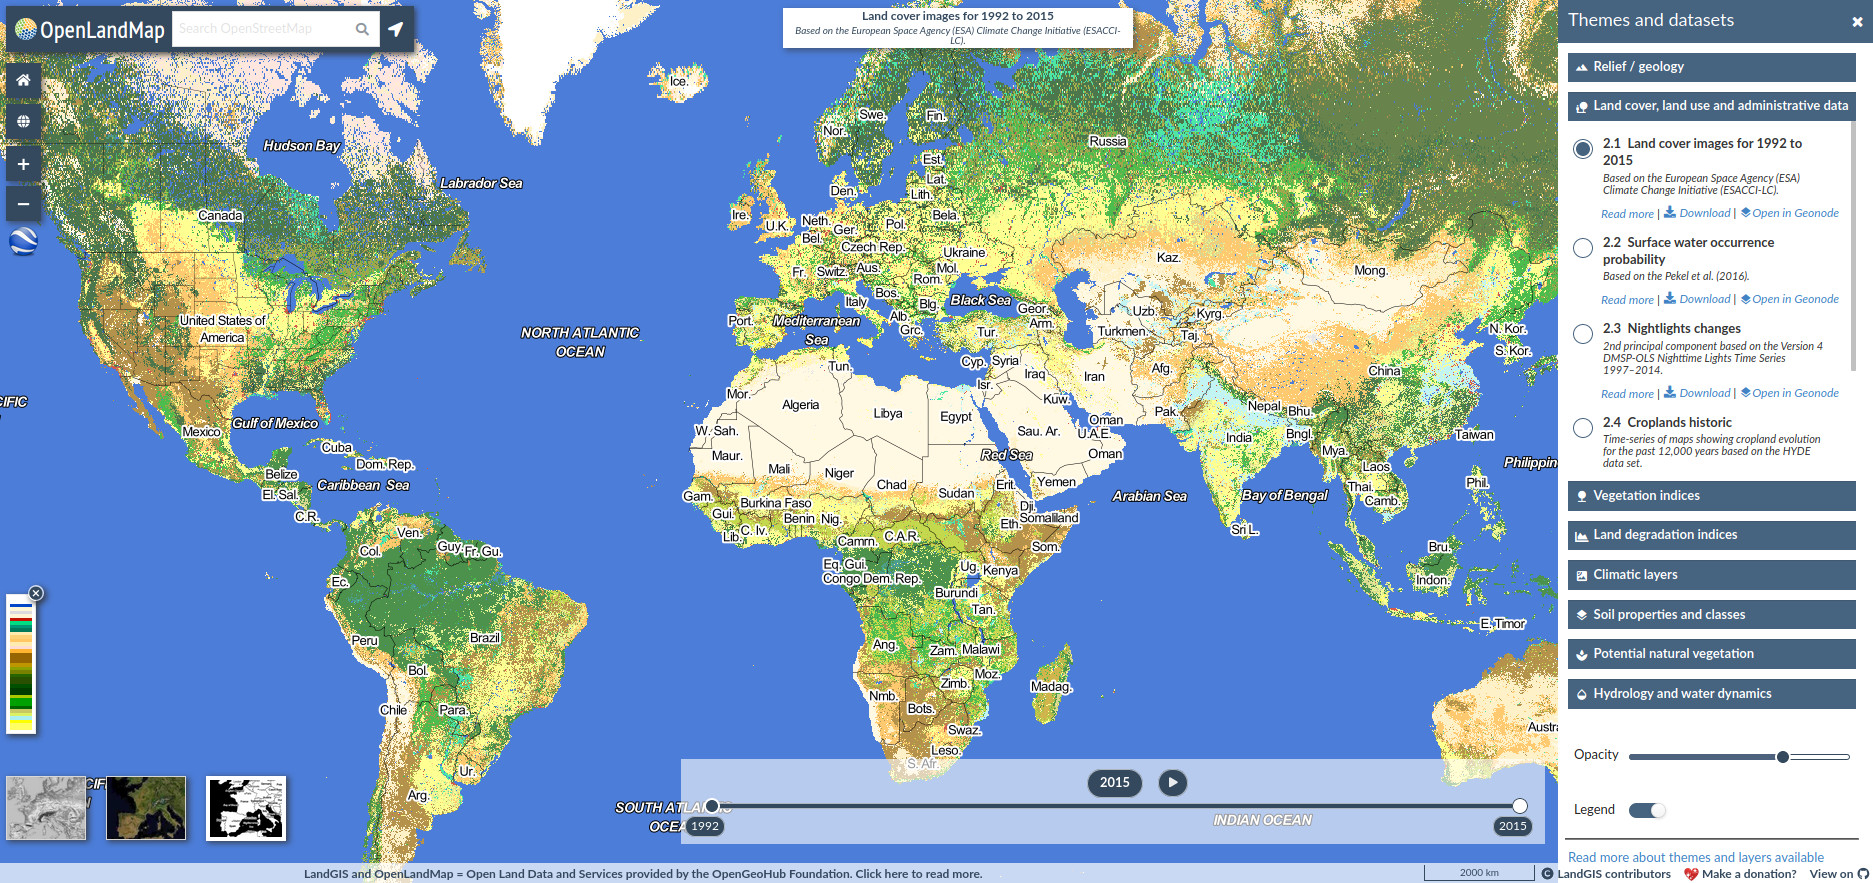 OpenLandMap
Search OpenStreetMap
Land cover images for 1992 to 2015
Based on the European Space Agency (ESA) Climate Change Initiative (ESACCI-
LC).
Ice.
Swe.
Fin.
Nor.
Russia
Hudson Bay
Est.
Labrador Sea
Lat.
Den.
Lith.
Canada
Ire.
U.K.
Neth.
Ger.
Pol.
Bela.
Bel.
Czech Rep.
Ukraine
Kaz.
Mong.
Fr.
Switz.
Aus.
Mol.
Rom.
Bos.
Italy
Blg.
Black Sea
Geor.
Uzb.
Kyrg.
United States of
America
NORTH ATLANTIC
OCEAN
Port.
Mediterranean
Sea
Alb.
Grc.
Tur.
Arm.
Turkmen.
Taj.
N. Kor.
S. Kor.
Tun.
Cyp.
Syria
Iraq
Iran
Afg.
China
Isr.
CIFIC
Mor.
Algeria
Libya
Egypt
Kuw.
Pak.
Nepal
Bhu.
Mexico
Gulf of Mexico
W. Sah.
Sau. Ar.
Oman
U.A.E.
India
Bngl.
Taiwan
Cuba
Maur.
Mali
Niger
Red Sea
Oman
Mya.
Laos
Philippin
Dom. Rep.
Belize
Caribbean Sea
Chad
Sudan
Erit.
Yemen
Arabian Sea
Bay of Bengal
Thai.
Camb.
Phil.
El. Sal.
Gam.
Burkina Faso
Dji.
C.R.
Gui.
Benin
Nig.
Eth.
Somaliland
Lib.
C. Iv.
Camrn.
C.A.R.
Sri L.
Ven.
Col.
Guy.
Fr. Gu.
Som.
Bru.
Ec.
Eq. Gui.
Congo
Dem. Rep.
Ug.
Kenya
Indon.
Burundi
Tan.
E. Timor
Peru
Brazil
Ang.
Zam.
Malawi
Bol.
Moz.
Zimb.
Madag.
Nmb.
Bots.
Chile
Para.
Swaz.
Austra
Leso.
S. Afr.
Ur.
Arg.
CIFI
N
SOUTH ATLANTIC
OCEA
INDIAN OCEAN
2015
1992
2015
LandGIS and OpenLandMap = Open Land Data and Services provided by the OpenGeoHub Foundation. Click here to read more.
2000 km
Themes and datasets
Relief / geology
Land cover, land use and administrative data
2.1 Land cover images for 1992 to
2015
Based on the European Space Agency (ESA)
Climate Change Initiative (ESACCI-LC).
Read more | Download | Open in Geonode
2.2 Surface water occurrence
probability
Based on the Pekel et al. (2016).
Read more | Download | Open in Geonode
2.3 Nightlights changes
2nd principal component based on the Version 4
DMSP-OLS Nighttime Lights Time Series
1997–2014.
Read more | Download | Open in Geonode
2.4 Croplands historic
Time-series of maps showing cropland evolution
for the past 12,000 years based on the HYDE
data set.
Vegetation indices
Land degradation indices
Climatic layers
Soil properties and classes
Potential natural vegetation
Hydrology and water dynamics
Opacity
Legend
Read more about themes and layers available
LandGIS contributors
Make a donation?
View on